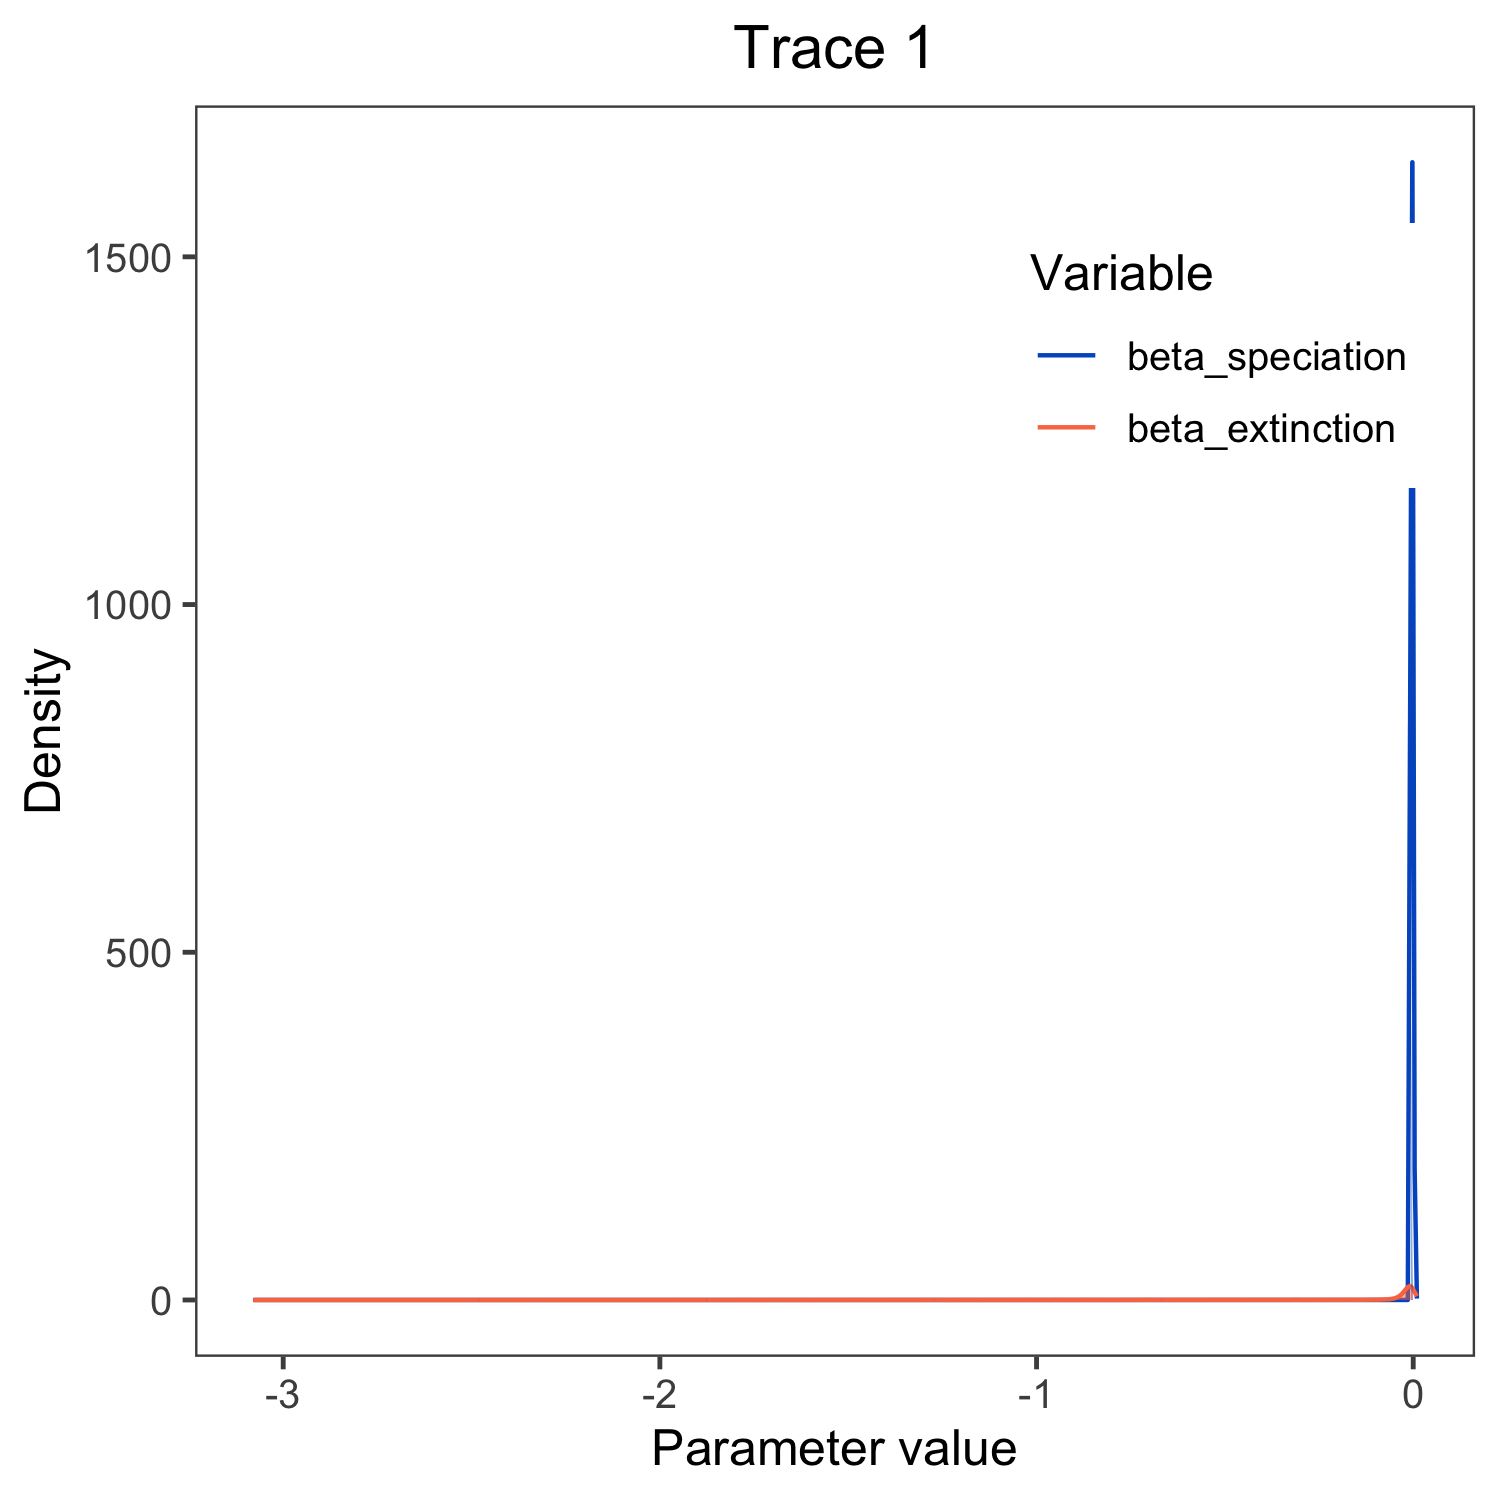 Trace 1
1500
1000
500
0
Density
Variable
beta_speciation
beta_extinction
-3
-2
-1
0
Parameter value